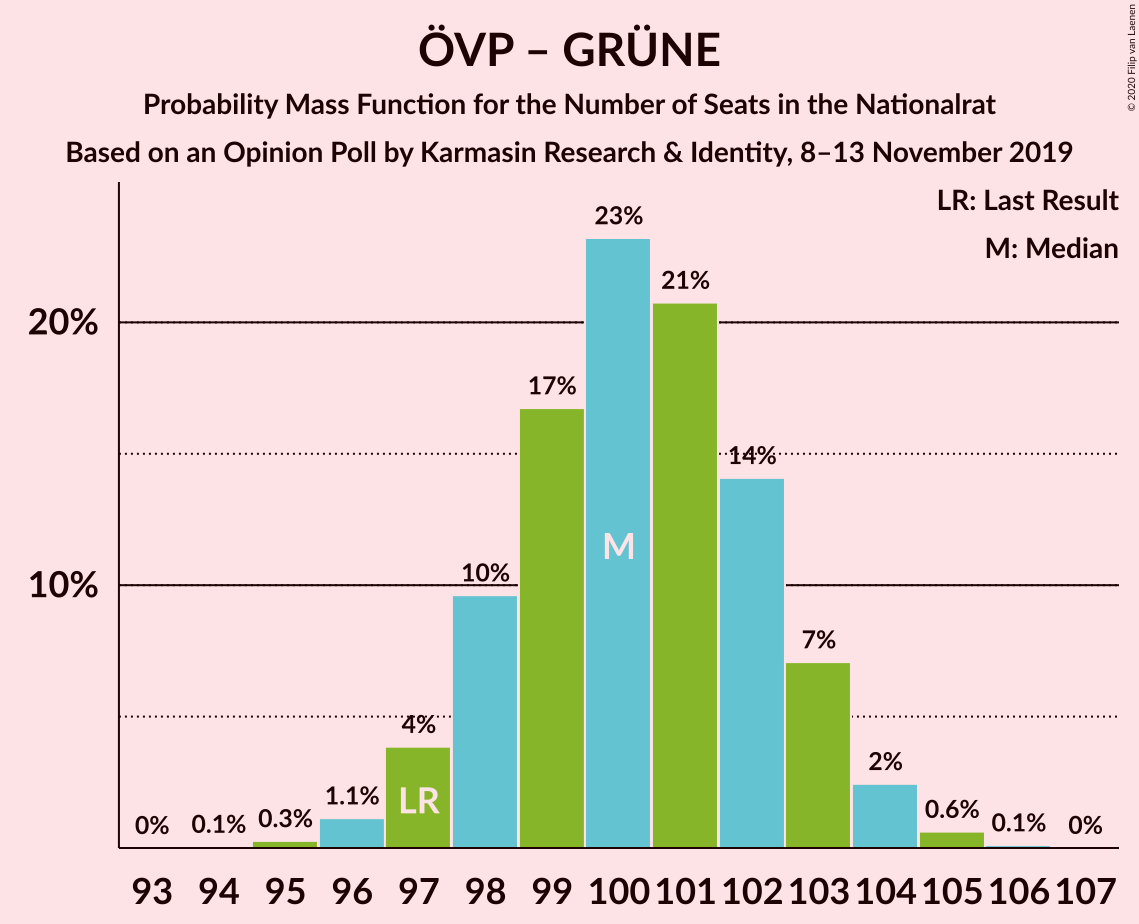 ÖVP – GRÜNE
Probability Mass Function for the Number of Seats in the Nationalrat
Based on an Opinion Poll by Karmasin Research & Identity, 8–13 November 2019
© 2020 Filip van Laenen
LR: Last Result
M: Median
23%
21%
20%
17%
14%
M
10%
10%
7%
4%
LR
2%
1.1%
0.6%
0.3%
0.1%
0.1%
0%
0%
93 94 95 96 97 98 99 100 101 102 103 104 105 106 107